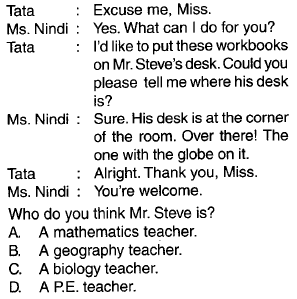 Tata : Excuse me, Miss.
Ms. Nindi : Yes. What can I do for you?
Tata : I'd like to put these workbooks
on Mr. Steve's desk. Could you
please tell me where his desk
is?
Ms. Nindi : Sure. His desk is at the corner
of the room. Over there! The
one with the globe on it.
Tata : Alright. Thank you, Miss.
Ms. Nindi : You're welcome.
Who do you think Mr. Steve is?
A. A mathematics teacher.
B. A geography teacher.
C. A biology teacher.
D. A P.E. teacher.